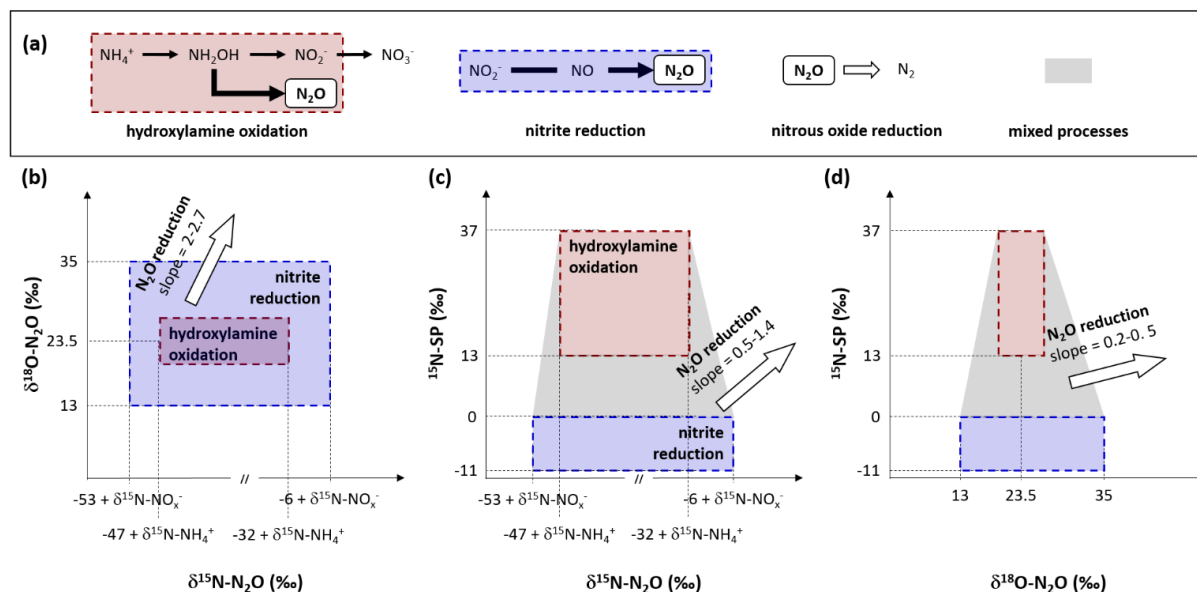 (a)
NH₄⁺ NH₂OH NO₂⁻ NO₃⁻
N₂O
hydroxylamine oxidation
NO₂⁻ NO N₂O
nitrite reduction
N₂O N₂
nitrous oxide reduction
mixed processes
(b)
δ¹⁸O-N₂O (‰)
35
23.5
13
N₂O reduction
slope = 2-2.7
nitrite
reduction
hydroxylamine
oxidation
//
-53 + δ¹⁵N-NOₓ⁻ -6 + δ¹⁵N-NOₓ⁻
-47 + δ¹⁵N-NH₄⁺ -32 + δ¹⁵N-NH₄⁺
δ¹⁵N-N₂O (‰)
(c)
¹⁵N-SP (‰)
37
13
0
-11
hydroxylamine
oxidation
N₂O reduction
slope = 0.5-1.4
nitrite
reduction
//
-53 + δ¹⁵N-NOₓ⁻ -6 + δ¹⁵N-NOₓ⁻
-47 + δ¹⁵N-NH₄⁺ -32 + δ¹⁵N-NH₄⁺
δ¹⁵N-N₂O (‰)
(d)
¹⁵N-SP (‰)
37
13
0
-11
N₂O reduction
slope = 0.2-0. 5
13 23.5 35
δ¹⁸O-N₂O (‰)